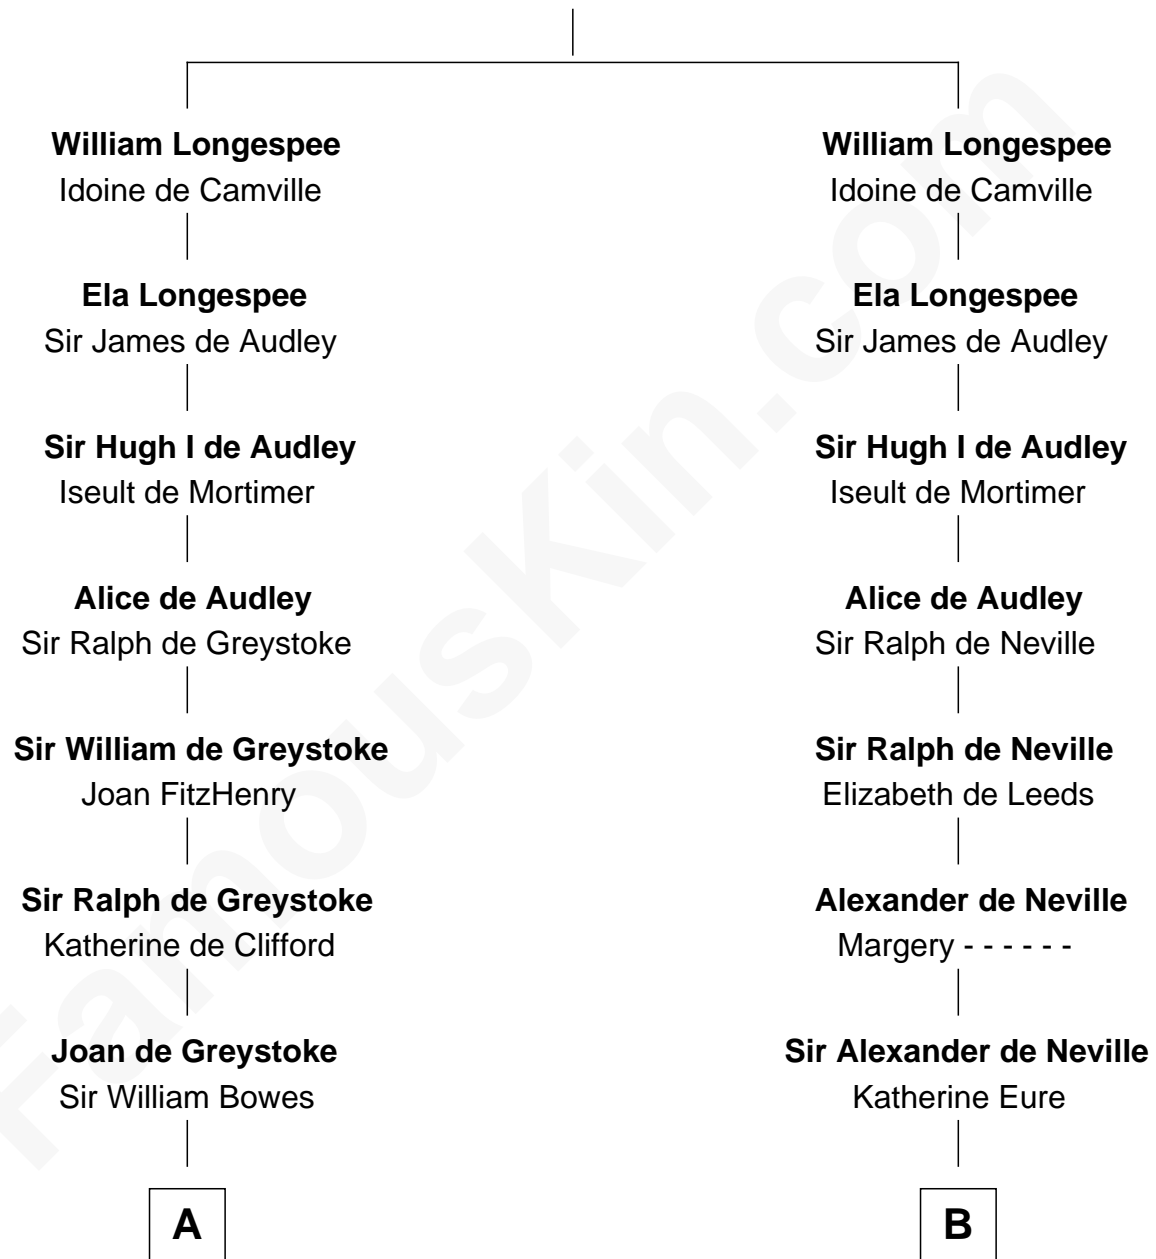 William Longespee
Idoine de Camville
Ela Longespee
Sir James de Audley
Sir Hugh I de Audley
Iseult de Mortimer
Alice de Audley
Sir Ralph de Greystoke
Sir William de Greystoke
Joan FitzHenry
Sir Ralph de Greystoke
Katherine de Clifford
Joan de Greystoke
Sir William Bowes
A
William Longespee
Idoine de Camville
Ela Longespee
Sir James de Audley
Sir Hugh I de Audley
Iseult de Mortimer
Alice de Audley
Sir Ralph de Neville
Sir Ralph de Neville
Elizabeth de Leeds
Alexander de Neville
Margery - - - - - -
Sir Alexander de Neville
Katherine Eure
B
FamousKin.com